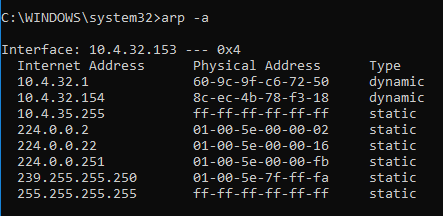 C:\WINDOWS\system32>arp -a
Interface: 10.4.32.153 --- 0x4
Internet Address Physical Address Type
10.4.32.1 60-9c-9f-c6-72-50 dynamic
10.4.32.154 8c-ec-4b-78-f3-18 dynamic
10.4.35.255 ff-ff-ff-ff-ff-ff static
224.0.0.2 01-00-5e-00-00-02 static
224.0.0.22 01-00-5e-00-00-16 static
224.0.0.251 01-00-5e-00-00-fb static
239.255.255.250 01-00-5e-7f-ff-fa static
255.255.255.255 ff-ff-ff-ff-ff-ff static